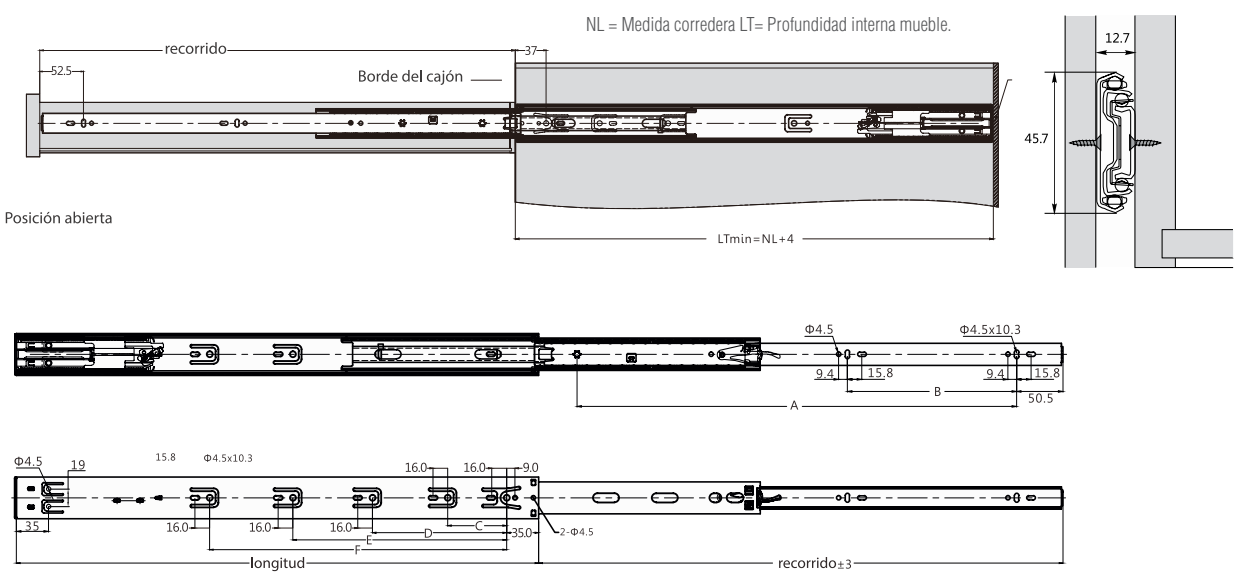 NL = Medida corredera LT= Profundidad interna mueble.
recorrido
37
12.7
52.5
Borde del cajón
45.7
Posición abierta
LTmin=NL+4
Φ4.5
Φ4.5x10.3
9.4
15.8
9.4
15.8
B
50.5
A
Φ4.5
19
15.8
Φ4.5x10.3
16.0
16.0
9.0
35
16.0
16.0
16.0
C
35.0
2-Φ4.5
D
E
F
longitud
recorrido±3